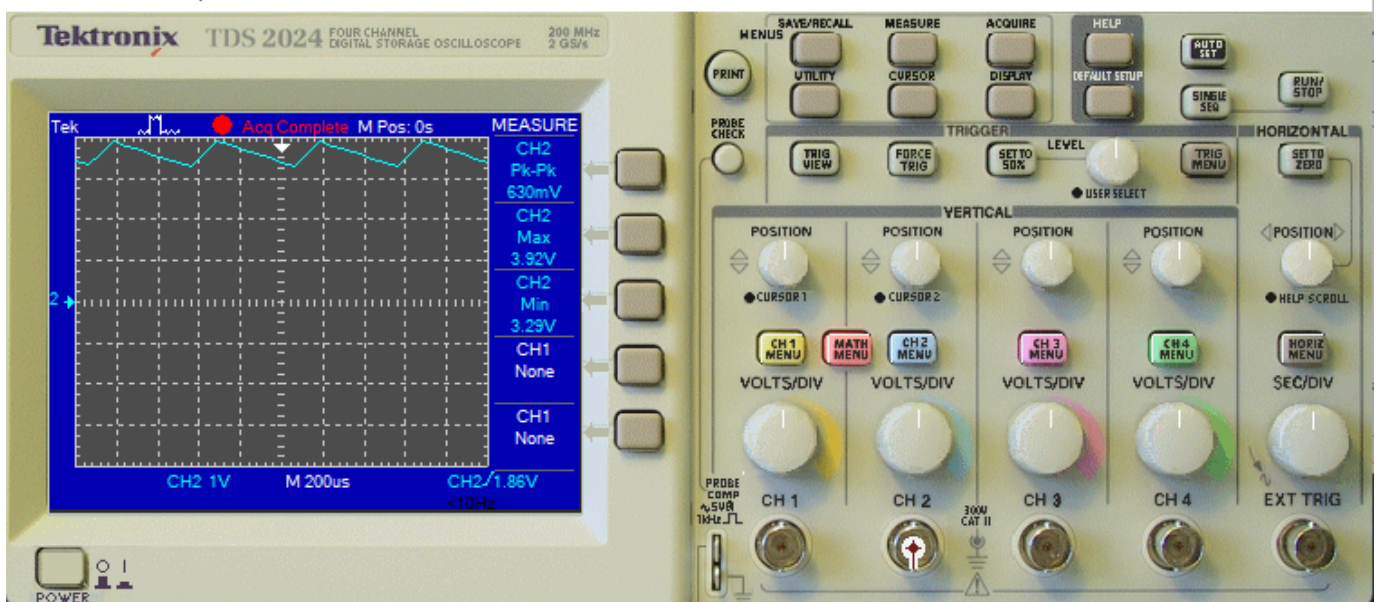 Tektronix TDS 2024 FOUR CHANNEL DIGITAL STORAGE OSCILLOSCOPE 200 MHz 2 GS/s
Tek Acq Complete M Pos: 0s MEASURE
CH2
Pk-Pk
630mV
CH2
Max
3.92V
CH2
Min
3.29V
CH1
None
CH1
None
2
CH2 1V M 200us CH2 1.86V
<10Hz
POWER
MENUS
SAVE/RECALL MEASURE ACQUIRE HELP AUTO SET
PRINT UTILITY CURSOR DISPLAY DEFAULT SETUP SINGLE SEQ RUN/STOP
PROBE CHECK
TRIGGER HORIZONTAL
TRIG VIEW FORCE TRIG SET TO 50% LEVEL TRIG MENU SET TO ZERO
USER SELECT
VERTICAL
POSITION POSITION POSITION POSITION POSITION
CURSOR 1 CURSOR 2 HELP SCROLL
CH 1 MENU MATH MENU CH 2 MENU CH 3 MENU CH 4 MENU HORIZ MENU
VOLTS/DIV VOLTS/DIV VOLTS/DIV VOLTS/DIV SEC/DIV
PROBE COMP
~5V@
1kHz
CH 1 CH 2 CH 3 CH 4 EXT TRIG
300V
CAT II